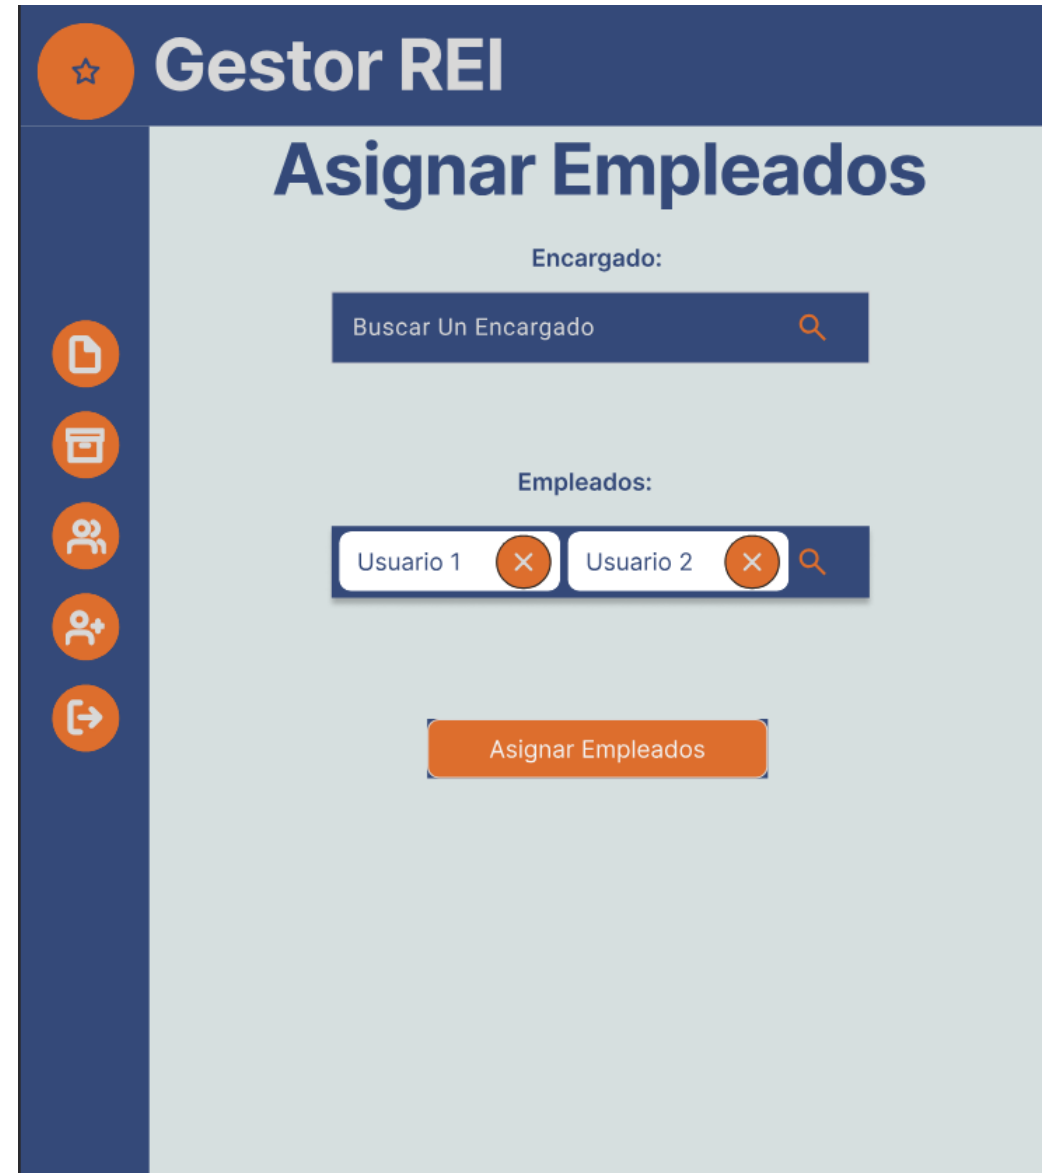 Gestor REI
Asignar Empleados
Encargado:
Buscar Un Encargado
Empleados:
Usuario 1 Usuario 2
Asignar Empleados